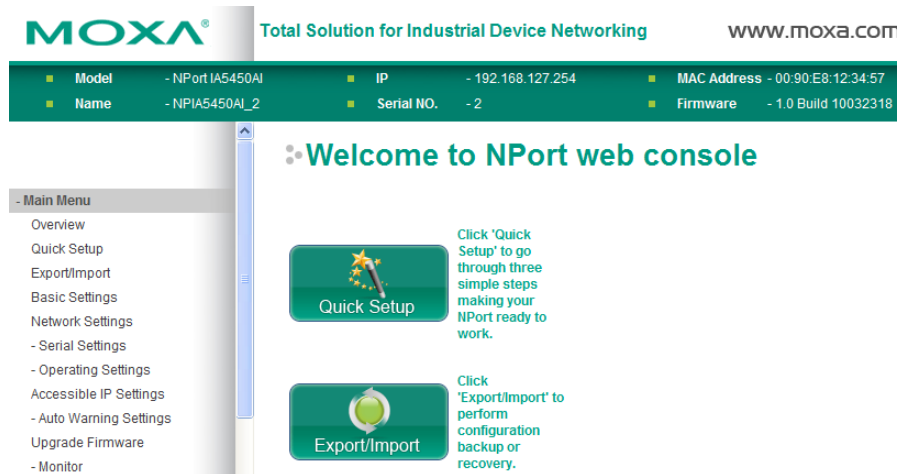 MOXA®
Total Solution for Industrial Device Networking
www.moxa.com
Model - NPort IA5450AI
IP - 192.168.127.254
MAC Address - 00:90:E8:12:34:57
Name - NPIA5450AI_2
Serial NO. - 2
Firmware - 1.0 Build 10032318
Welcome to NPort web console
- Main Menu
Overview
Quick Setup
Export/Import
Basic Settings
Network Settings
- Serial Settings
- Operating Settings
Accessible IP Settings
- Auto Warning Settings
Upgrade Firmware
- Monitor
Quick Setup
Click 'Quick
Setup' to go
through three
simple steps
making your
NPort ready to
work.
Export/Import
Click
'Export/Import' to
perform
configuration
backup or
recovery.